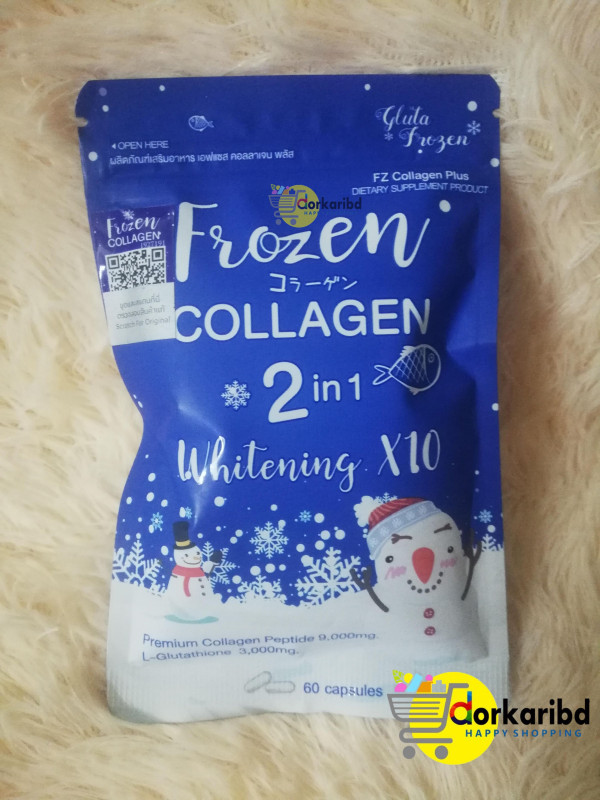 Gluta
Frozen
◂OPEN HERE
ผลิตภัณฑ์เสริมอาหาร เอฟแซส คอลลาเจน พลัส
FZ Collagen Plus
DIETARY SUPPLEMENT PRODUCT
dorkaribd
HAPPY
Frozen
COLLAGEN
Frozen
コラーゲン
COLLAGEN
2 in 1
Whitening X10
Premium Collagen Peptide 9,000mg.
L-Glutathione 3,000mg.
60 capsules
dorkaribd
HAPPY SHOPPING